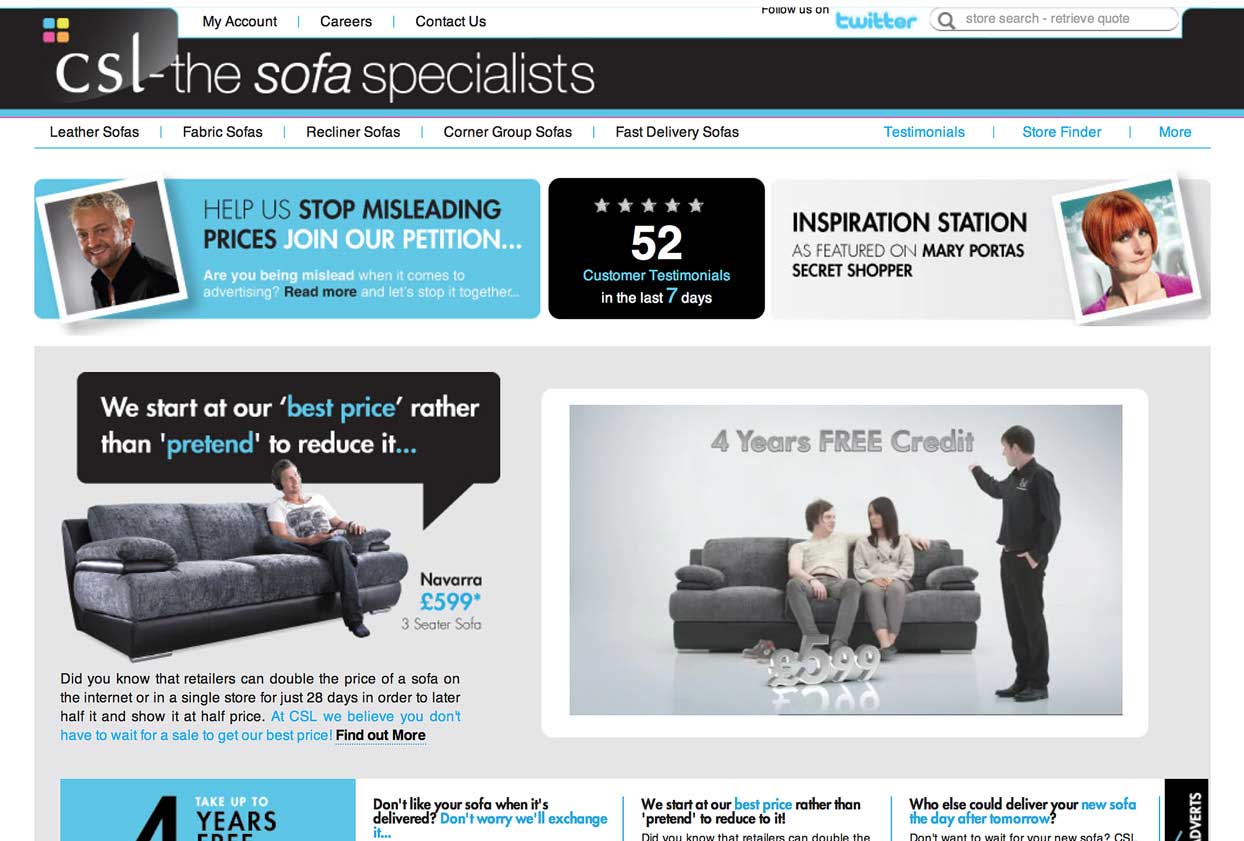 My Account | Careers | Contact Us
Follow us on twitter
store search - retrieve quote
csl-the sofa specialists
Leather Sofas | Fabric Sofas | Recliner Sofas | Corner Group Sofas | Fast Delivery Sofas
Testimonials | Store Finder | More
HELP US STOP MISLEADING
PRICES JOIN OUR PETITION...
Are you being mislead when it comes to
advertising? Read more and let's stop it together...
52
Customer Testimonials
in the last 7 days
INSPIRATION STATION
AS FEATURED ON MARY PORTAS
SECRET SHOPPER
We start at our ‘best price’ rather
than 'pretend' to reduce it...
Navarra
£599*
3 Seater Sofa
4 Years FREE Credit
£599
Did you know that retailers can double the price of a sofa on
the internet or in a single store for just 28 days in order to later
half it and show it at half price. At CSL we believe you don't
have to wait for a sale to get our best price! Find out More
4
TAKE UP TO
YEARS
FREE
Don't like your sofa when it's
delivered? Don't worry we'll exchange
it...
We start at our best price rather than
'pretend' to reduce to it!
Did you know that retailers can double the
Who else could deliver your new sofa
the day after tomorrow?
Don't want to wait for your new sofa? CSL
ADVERTS